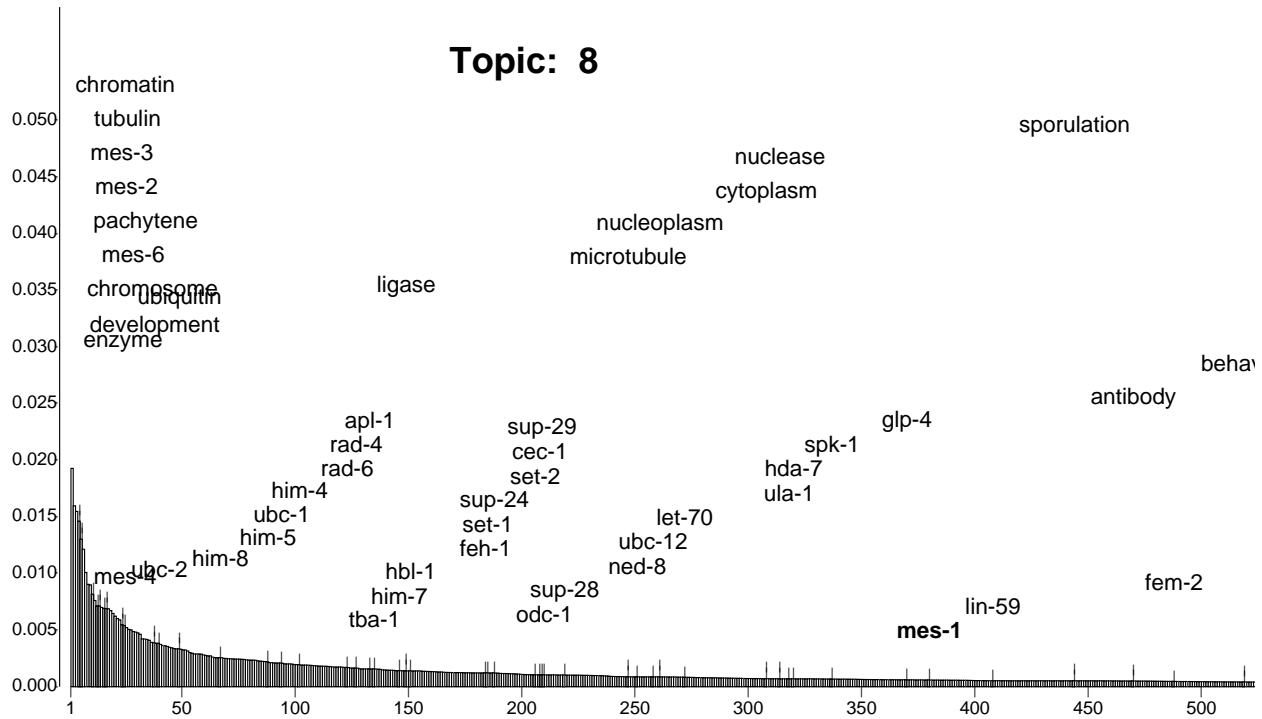 Topic: 8
chromatin
tubulin
mes-3
mes-2
pachytene
mes-6
chromosome
ubiquitin
development
enzyme
ligase
nuclease
cytoplasm
nucleoplasm
microtubule
sporulation
behav
antibody
apl-1
rad-4
rad-6
him-4
ubc-1
him-5
him-8
ubc-2
mes-4
hbl-1
him-7
tba-1
sup-29
cec-1
set-2
sup-24
set-1
feh-1
sup-28
odc-1
let-70
ubc-12
ned-8
glp-4
spk-1
hda-7
ula-1
fem-2
lin-59
mes-1
0.050
0.045
0.040
0.035
0.030
0.025
0.020
0.015
0.010
0.005
0.000
1 50 100 150 200 250 300 350 400 450 500